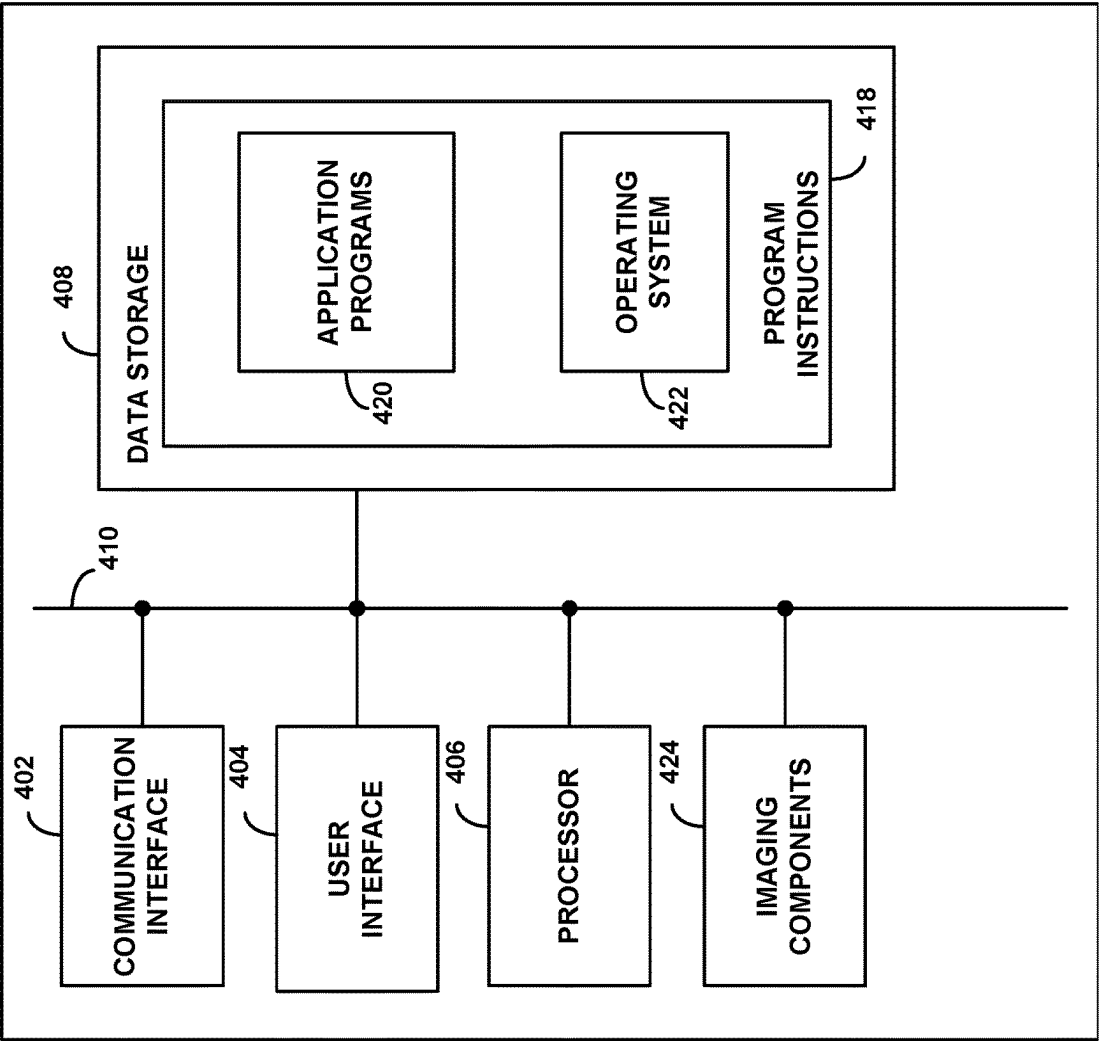 402
COMMUNICATION
INTERFACE
404
USER
INTERFACE
406
PROCESSOR
424
IMAGING
COMPONENTS
410
408
DATA STORAGE
APPLICATION
PROGRAMS
420
OPERATING
SYSTEM
422
PROGRAM
INSTRUCTIONS
418